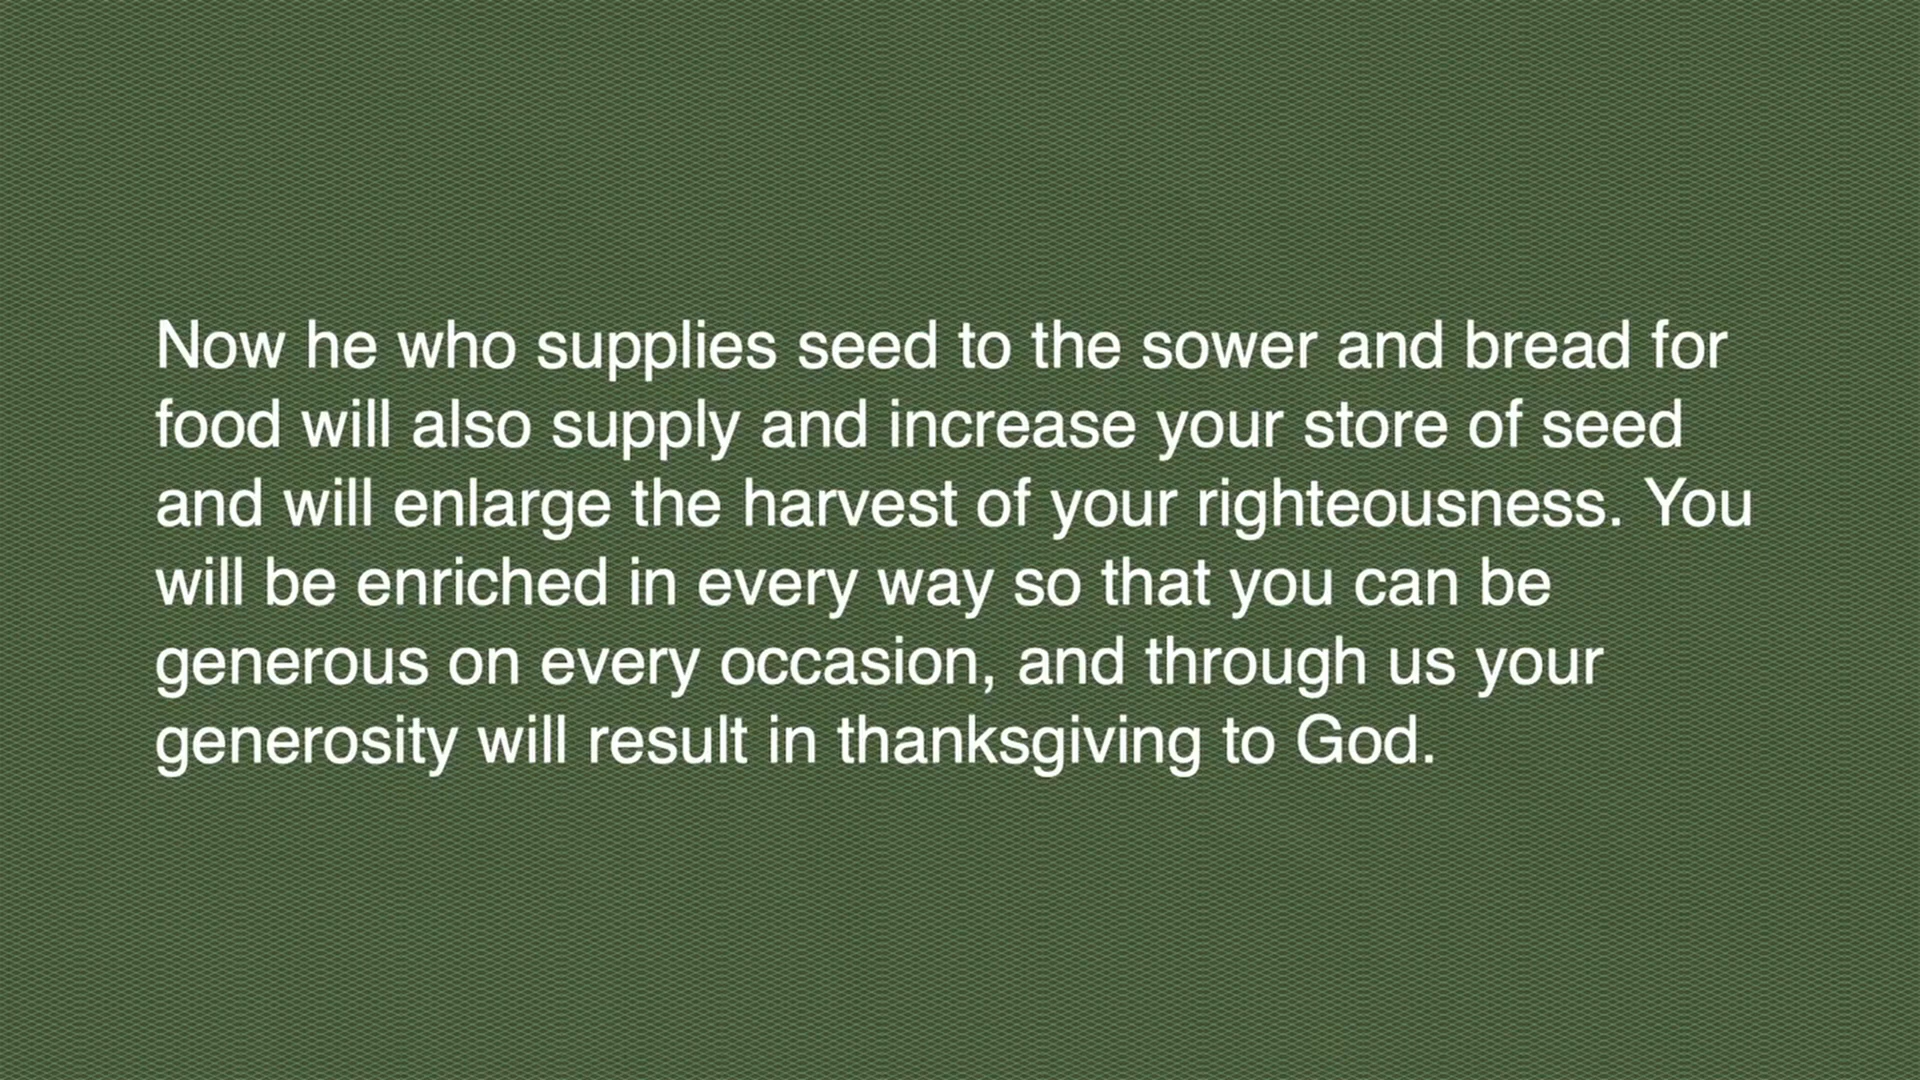 Now he who supplies seed to the sower and bread for
food will also supply and increase your store of seed
and will enlarge the harvest of your righteousness. You
will be enriched in every way so that you can be
generous on every occasion, and through us your
generosity will result in thanksgiving to God.